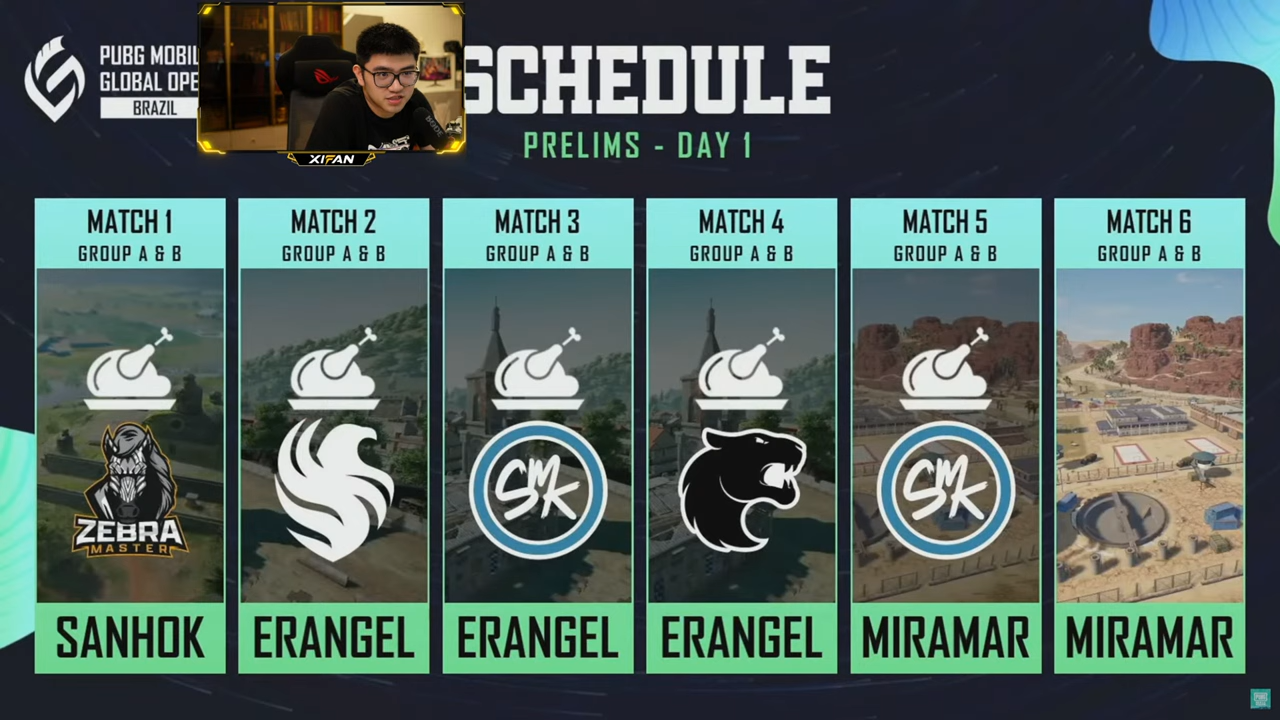 PUBG MOBIL
GLOBAL OPE
BRAZIL
XIFAN
SCHEDULE
PRELIMS - DAY 1
MATCH 1
GROUP A & B
ZEBRA
MASTER
SANHOK
MATCH 2
GROUP A & B
ERANGEL
MATCH 3
GROUP A & B
SMK
ERANGEL
MATCH 4
GROUP A & B
ERANGEL
MATCH 5
GROUP A & B
SMK
MIRAMAR
MATCH 6
GROUP A & B
MIRAMAR